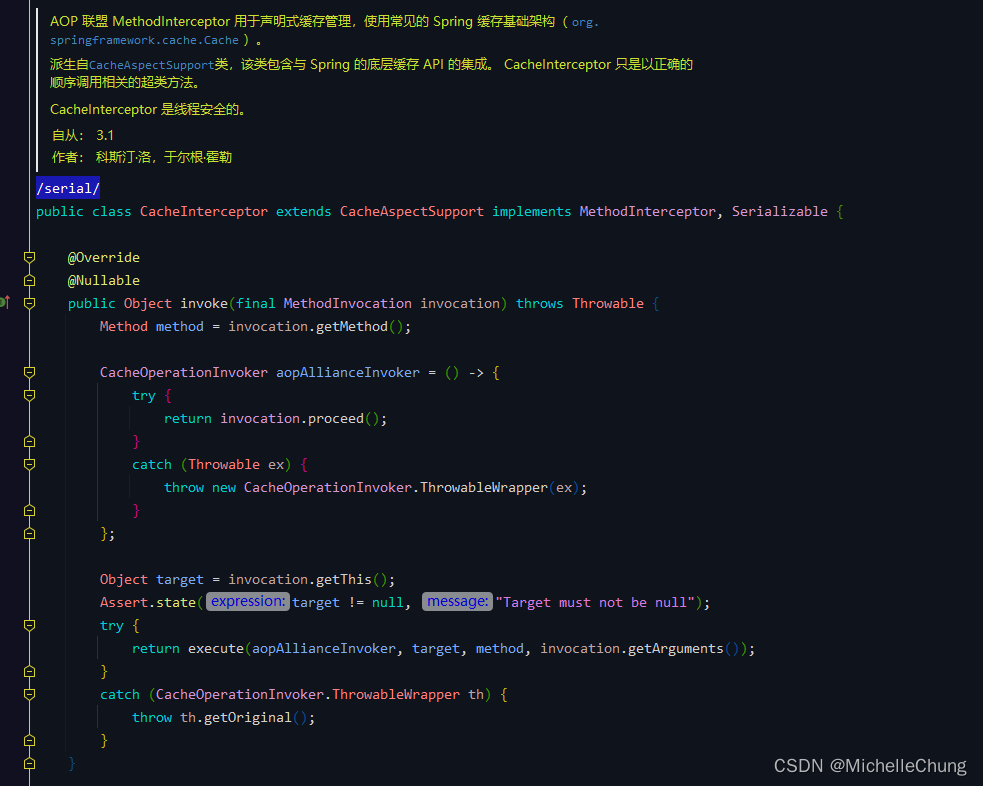 AOP 联盟 MethodInterceptor 用于声明式缓存管理，使用常见的 Spring 缓存基础架构（ org.
springframework.cache.Cache ）。
派生自CacheAspectSupport类，该类包含与 Spring 的底层缓存 API 的集成。 CacheInterceptor 只是以正确的
顺序调用相关的超类方法。
CacheInterceptor 是线程安全的。
自从： 3.1
作者： 科斯汀·洛，于尔根·霍勒
/serial/
public class CacheInterceptor extends CacheAspectSupport implements MethodInterceptor, Serializable {
@Override
@Nullable
public Object invoke(final MethodInvocation invocation) throws Throwable {
Method method = invocation.getMethod();
CacheOperationInvoker aopAllianceInvoker = () -> {
try {
return invocation.proceed();
}
catch (Throwable ex) {
throw new CacheOperationInvoker.ThrowableWrapper(ex);
}
};
Object target = invocation.getThis();
Assert.state( expression: target != null, message: "Target must not be null");
try {
return execute(aopAllianceInvoker, target, method, invocation.getArguments());
}
catch (CacheOperationInvoker.ThrowableWrapper th) {
throw th.getOriginal();
}
}
CSDN @MichelleChung